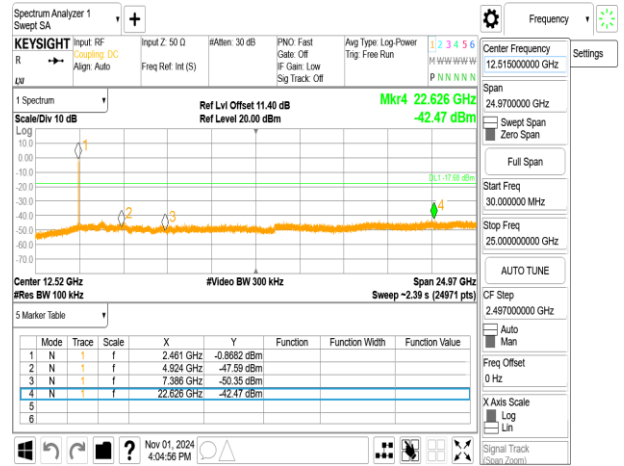 Spectrum Analyzer 1
Swept SA
Frequency
KEYSIGHT
R
Input: RF
Coupling: DC
Align: Auto
Input Z: 50 Ω
Freq Ref: Int (S)
#Atten: 30 dB
PNO: Fast
Gate: Off
IF Gain: Low
Sig Track: Off
Avg Type: Log-Power
Trig: Free Run
1 2 3 4 5 6
M W W W W W
P N N N N N
Center Frequency
12.515000000 GHz
Settings
Span
24.9700000 GHz
Swept Span
Zero Span
Full Span
Start Freq
30.000000 MHz
Stop Freq
25.000000000 GHz
AUTO TUNE
CF Step
2.497000000 GHz
Auto
Man
Freq Offset
0 Hz
X Axis Scale
Log
Lin
Signal Track
(Span Zoom)
1 Spectrum
Scale/Div 10 dB
Ref Lvl Offset 11.40 dB
Ref Level 20.00 dBm
Mkr4 22.626 GHz
-42.47 dBm
Log
10.0
0.00
-10.0
-20.0
-30.0
-40.0
-50.0
-60.0
-70.0
1
2
3
4
DL1 -17.68 dBm
Center 12.52 GHz
#Res BW 100 kHz
#Video BW 300 kHz
Span 24.97 GHz
Sweep ~2.39 s (24971 pts)
5 Marker Table
Mode Trace Scale X Y Function Function Width Function Value
1 N 1 f 2.461 GHz -0.8682 dBm
2 N 1 f 4.924 GHz -47.59 dBm
3 N 1 f 7.386 GHz -50.35 dBm
4 N 1 f 22.626 GHz -42.47 dBm
5
6
?
Nov 01, 2024
4:04:56 PM